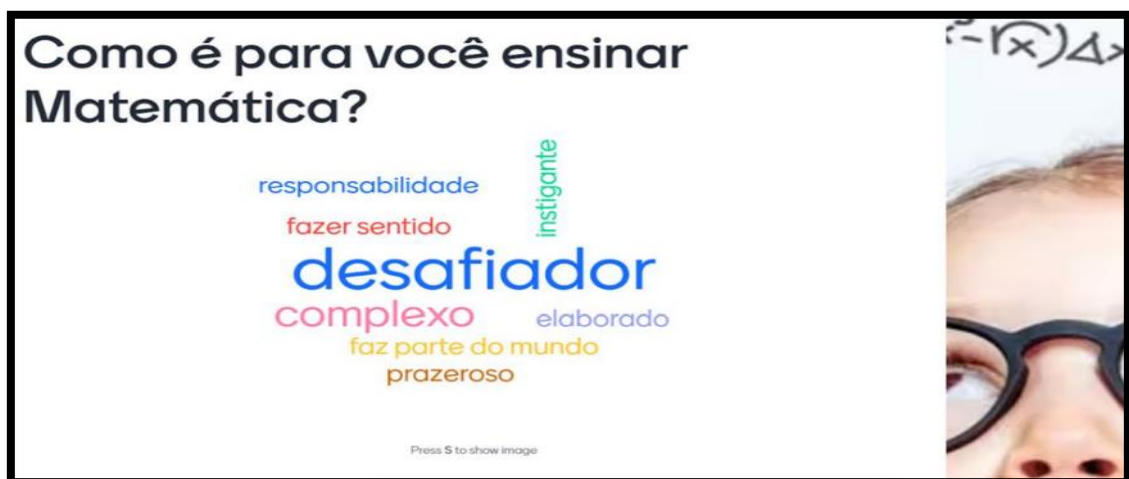 Como é para você ensinar
Matemática?
instigante
responsabilidade
fazer sentido
desafiador
complexo
elaborado
faz parte do mundo
prazeroso
Press S to show image